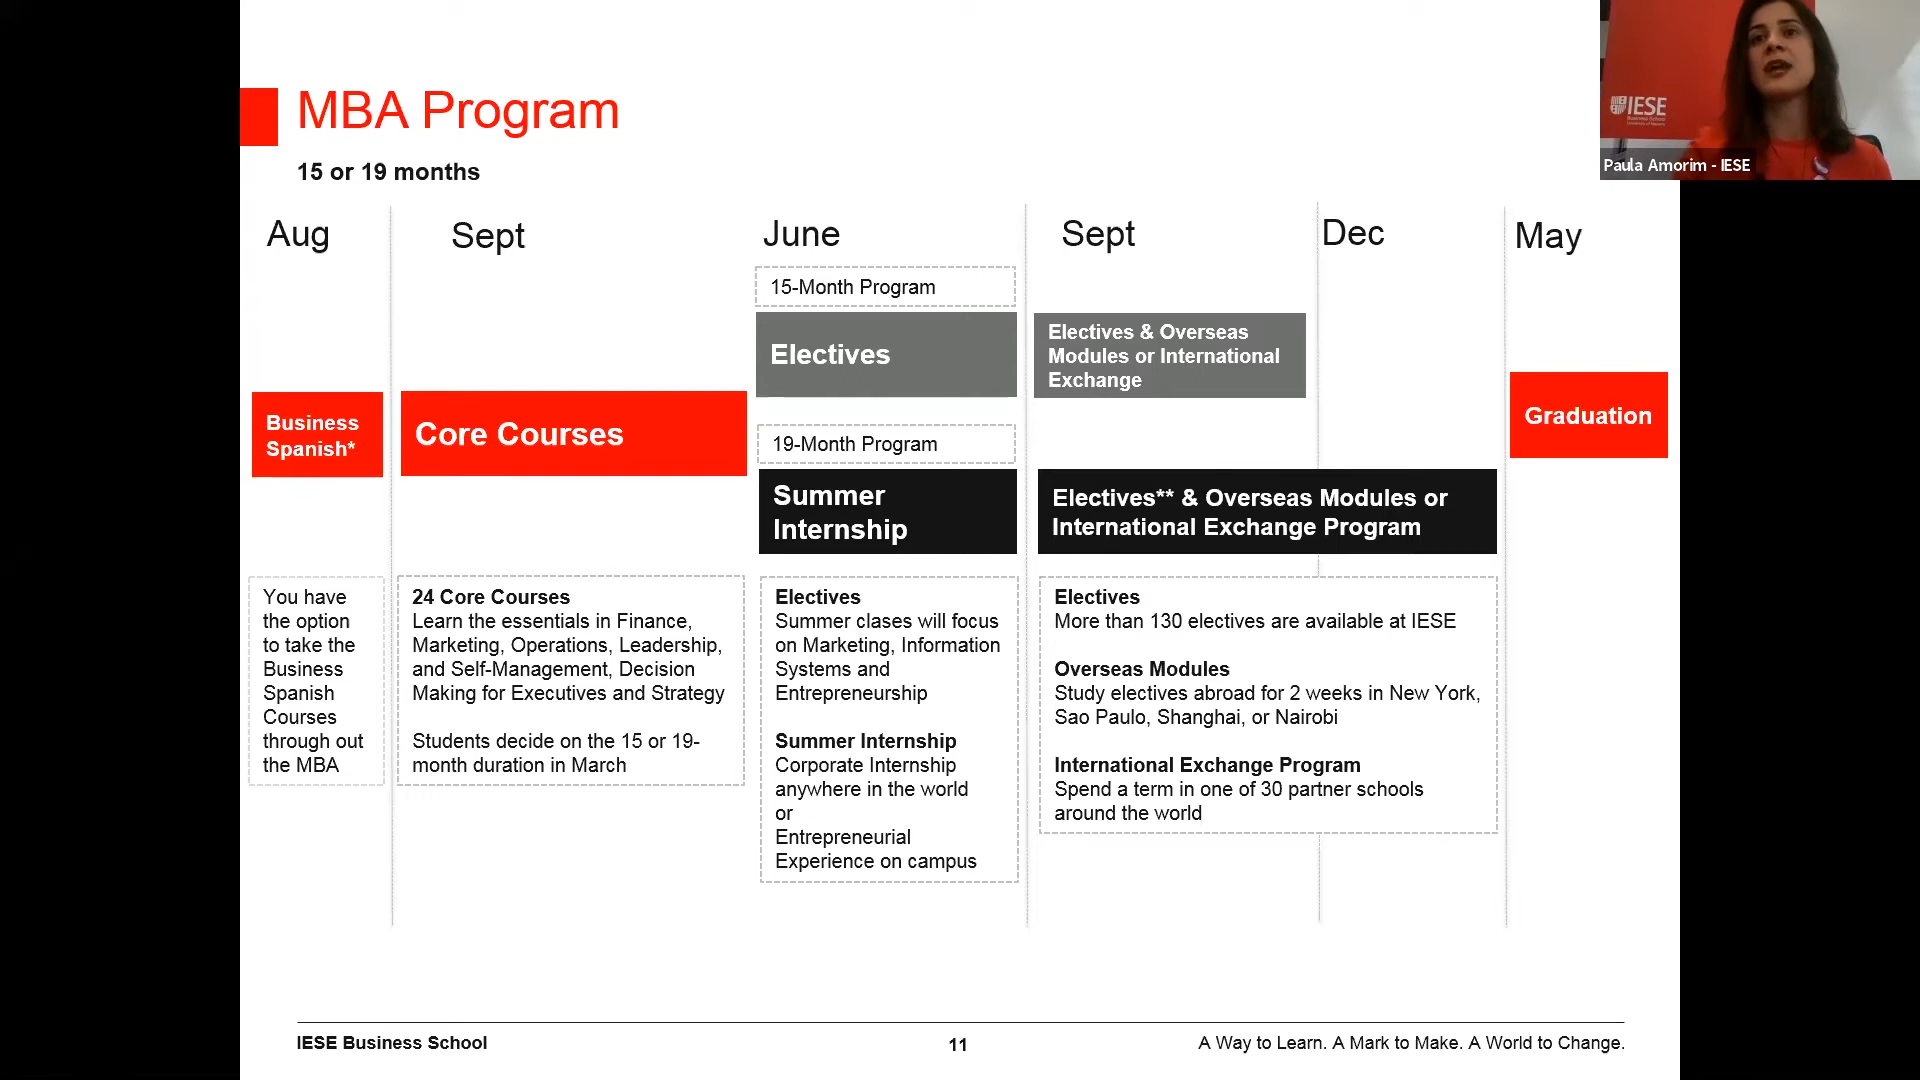 MBA Program
15 or 19 months
IESE
Business School
Paula Amorim - IESE
Aug
Sept
June
Sept
Dec
May
15-Month Program
Electives
Electives & Overseas
Modules or International
Exchange
Business
Spanish*
Core Courses
19-Month Program
Summer
Internship
Electives** & Overseas Modules or
International Exchange Program
Graduation
You have
the option
to take the
Business
Spanish
Courses
through out
the MBA
24 Core Courses
Learn the essentials in Finance,
Marketing, Operations, Leadership,
and Self-Management, Decision
Making for Executives and Strategy
Students decide on the 15 or 19-
month duration in March
Electives
Summer clases will focus
on Marketing, Information
Systems and
Entrepreneurship
Summer Internship
Corporate Internship
anywhere in the world
or
Entrepreneurial
Experience on campus
Electives
More than 130 electives are available at IESE
Overseas Modules
Study electives abroad for 2 weeks in New York,
Sao Paulo, Shanghai, or Nairobi
International Exchange Program
Spend a term in one of 30 partner schools
around the world
IESE Business School
11
A Way to Learn. A Mark to Make. A World to Change.